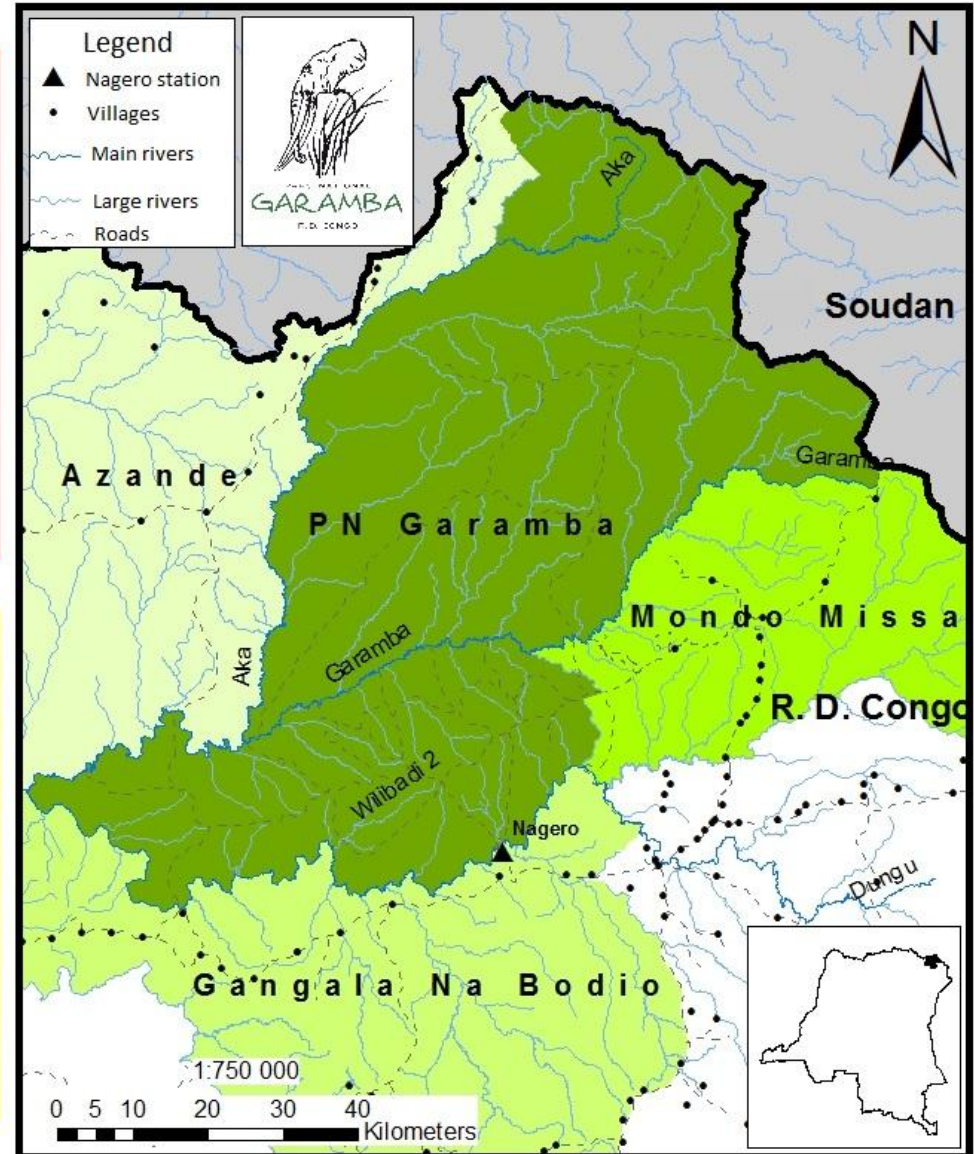 Legend
Nagero station
Villages
Main rivers
Large rivers
Roads
GARAMBA
R.D. CONGO
N
Aka
Soudan
Azande
Garamba
PN Garamba
Mondo Missa
Garamba
Aka
R. D. Congo
Wilibadi 2
Nagero
Dungu
Gangala Na Bodio
1:750 000
0 5 10 20 30 40
Kilometers